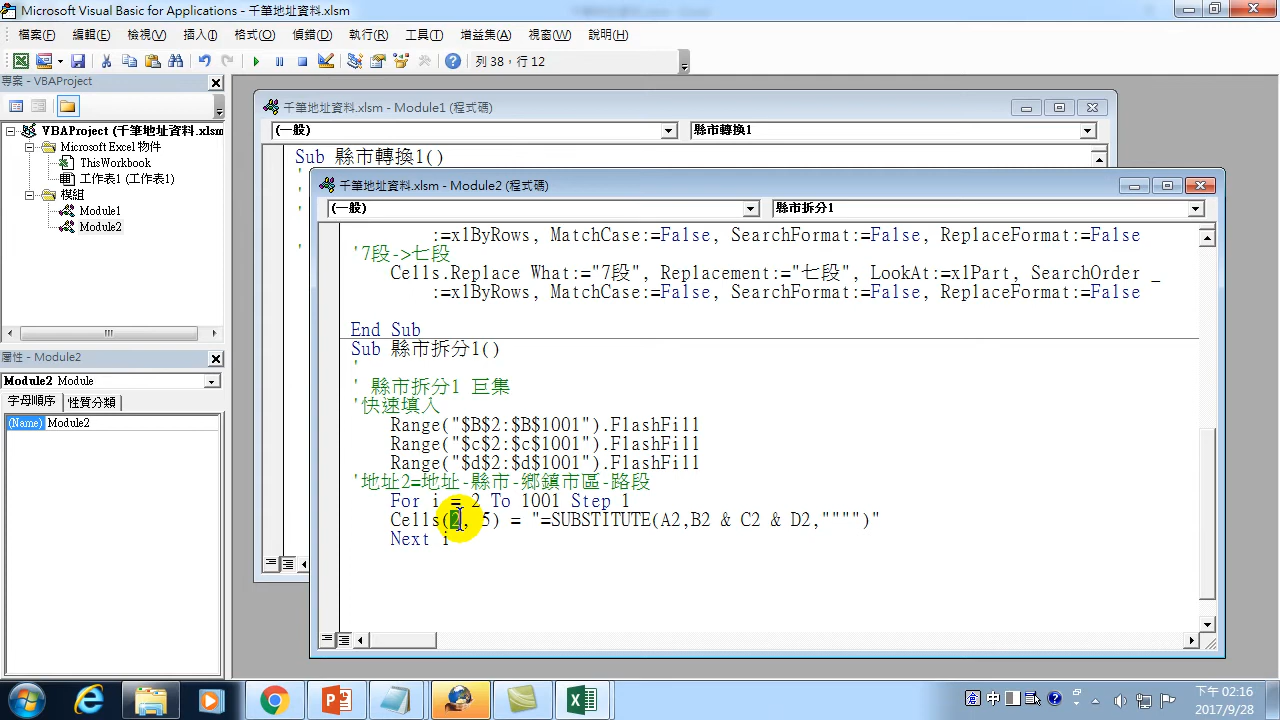 Microsoft Visual Basic for Applications - 千筆地址資料.xlsm
檔案(F) 編輯(E) 檢視(V) 插入(I) 格式(O) 偵錯(D) 執行(R) 工具(T) 增益集(A) 視窗(W) 說明(H)
列 38，行 12
專案 - VBAProject
VBAProject (千筆地址資料.xlsm
Microsoft Excel 物件
ThisWorkbook
工作表1 (工作表1)
模組
Module1
Module2
屬性 - Module2
Module2 Module
字母順序 性質分類
(Name) Module2
千筆地址資料.xlsm - Module1 (程式碼)
(一般) 縣市轉換1
Sub 縣市轉換1()
千筆地址資料.xlsm - Module2 (程式碼)
(一般) 縣市拆分1
:=xlByRows, MatchCase:=False, SearchFormat:=False, ReplaceFormat:=False
'7段->七段
Cells.Replace What:="7段", Replacement:="七段", LookAt:=xlPart, SearchOrder _
:=xlByRows, MatchCase:=False, SearchFormat:=False, ReplaceFormat:=False
End Sub
Sub 縣市拆分1()
'
' 縣市拆分1 巨集
'快速填入
Range("$B$2:$B$1001").FlashFill
Range("$c$2:$c$1001").FlashFill
Range("$d$2:$d$1001").FlashFill
'地址2=地址-縣市-鄉鎮市區-路段
For i = 2 To 1001 Step 1
Cells(2, 5) = "=SUBSTITUTE(A2,B2 & C2 & D2,"""")"
Next i
中
下午 02:16
2017/9/28